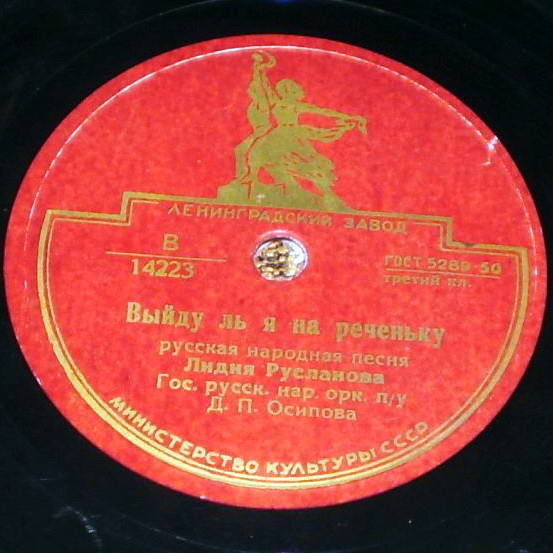 ЛЕНИНГРАДСКИЙ ЗАВОД
В
14223
ГОСТ 5289-50
третий кл.
Выйду ль я на реченьку
русская народная песня
Лидия Русланова
Гос. русск. нар. орк. п/у
Д. П. Осипова
МИНИСТЕРСТВО КУЛЬТУРЫ СССР